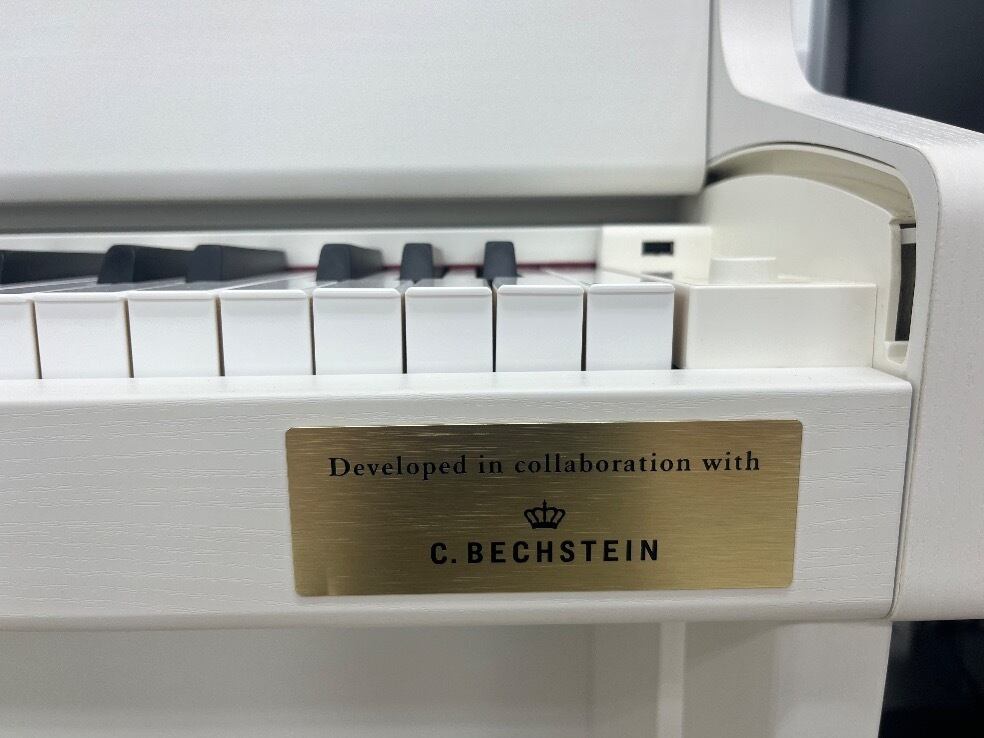 Developed in collaboration with
C. BECHSTEIN